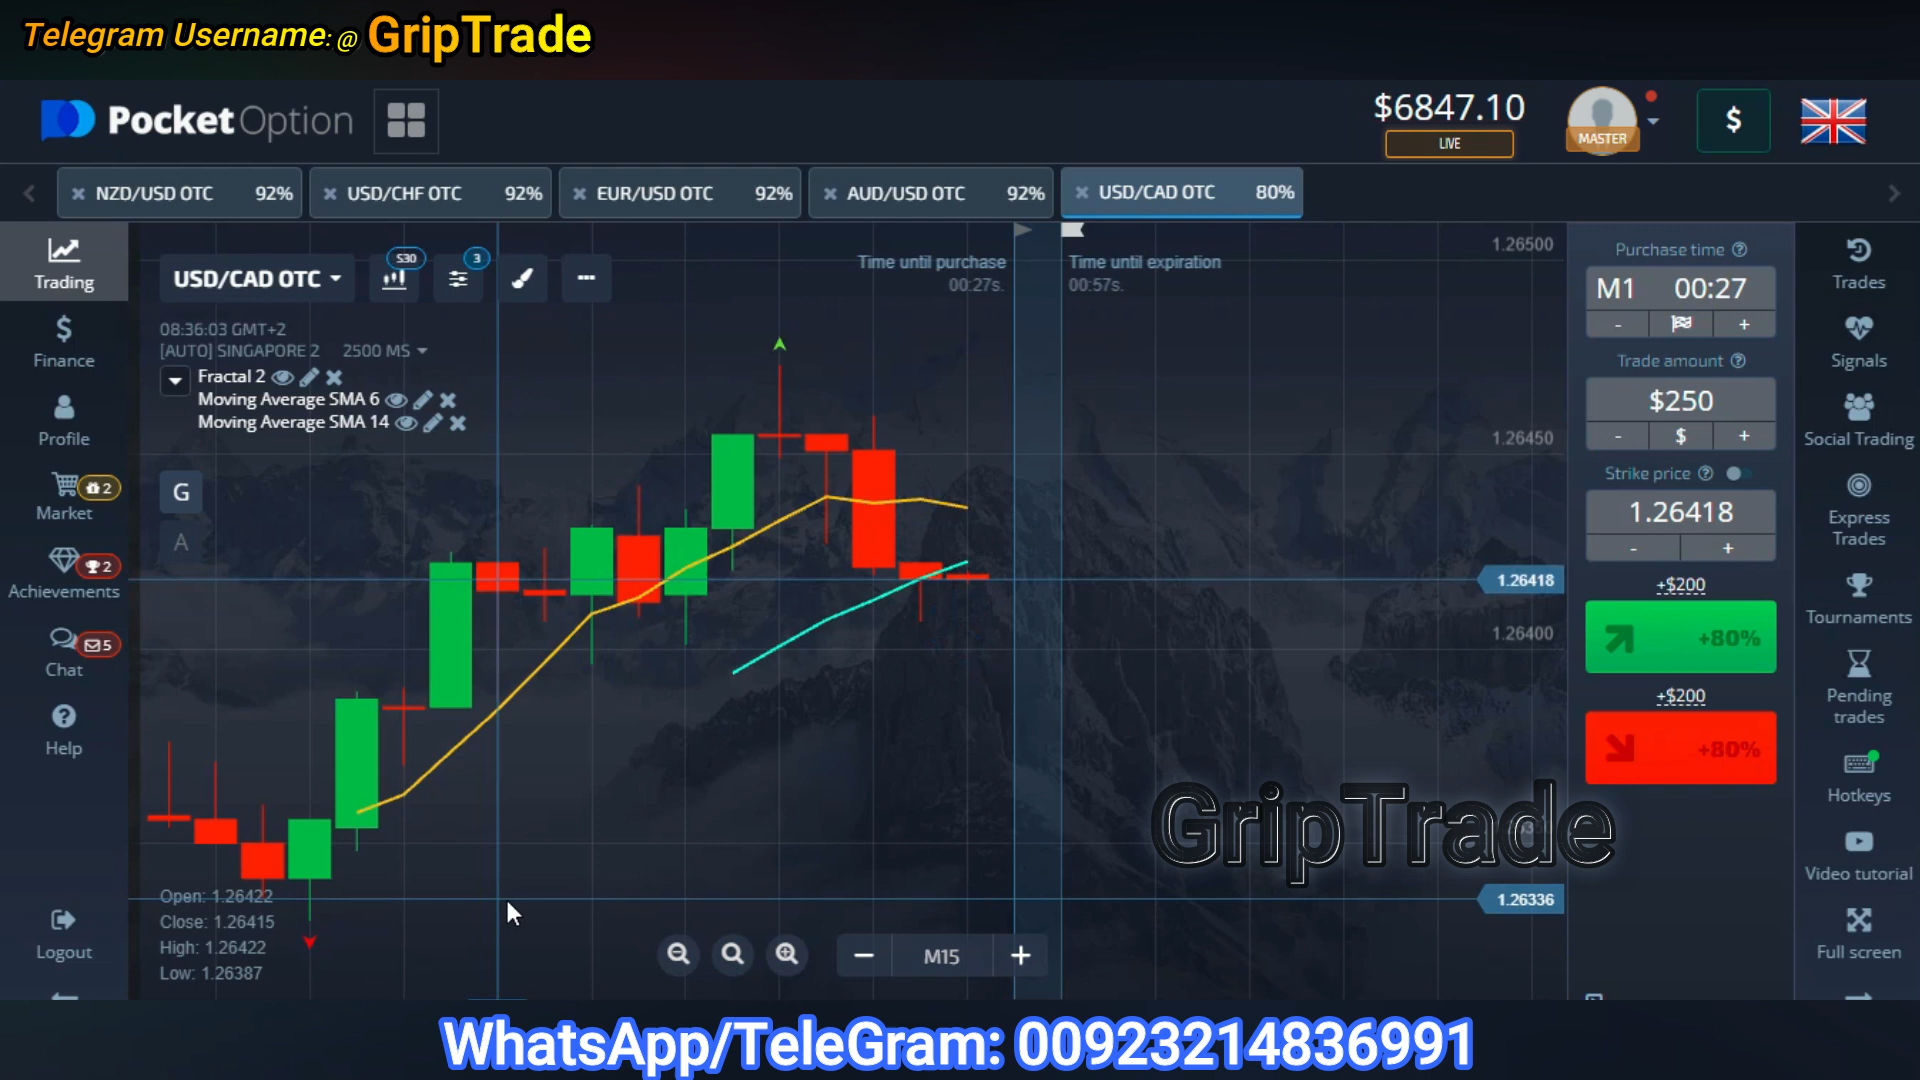 Telegram Username: @ GripTrade
PocketOption
$6847.10
LIVE
MASTER
$
NZD/USD OTC 92%
USD/CHF OTC 92%
EUR/USD OTC 92%
AUD/USD OTC 92%
USD/CAD OTC 80%
Trading
Finance
Profile
2
Market
2
Achievements
5
Chat
Help
Logout
USD/CAD OTC
S30
3
08:36:03 GMT+2
[AUTO] SINGAPORE 2 2500 MS
Fractal 2
Moving Average SMA 6
Moving Average SMA 14
G
A
Time until purchase
00:27s.
Time until expiration
00:57s.
1.26500
1.26450
1.26418
1.26400
1.26336
Open: 1.26422
Close: 1.26415
High: 1.26422
Low: 1.26387
M15
GripTrade
Purchase time
M1 00:27
- +
Trade amount
$250
- $ +
Strike price
1.26418
- +
+$200
+80%
+$200
+80%
Trades
Signals
Social Trading
Express
Trades
Tournaments
Pending
trades
Hotkeys
Video tutorial
Full screen
WhatsApp/TeleGram: 00923214836991